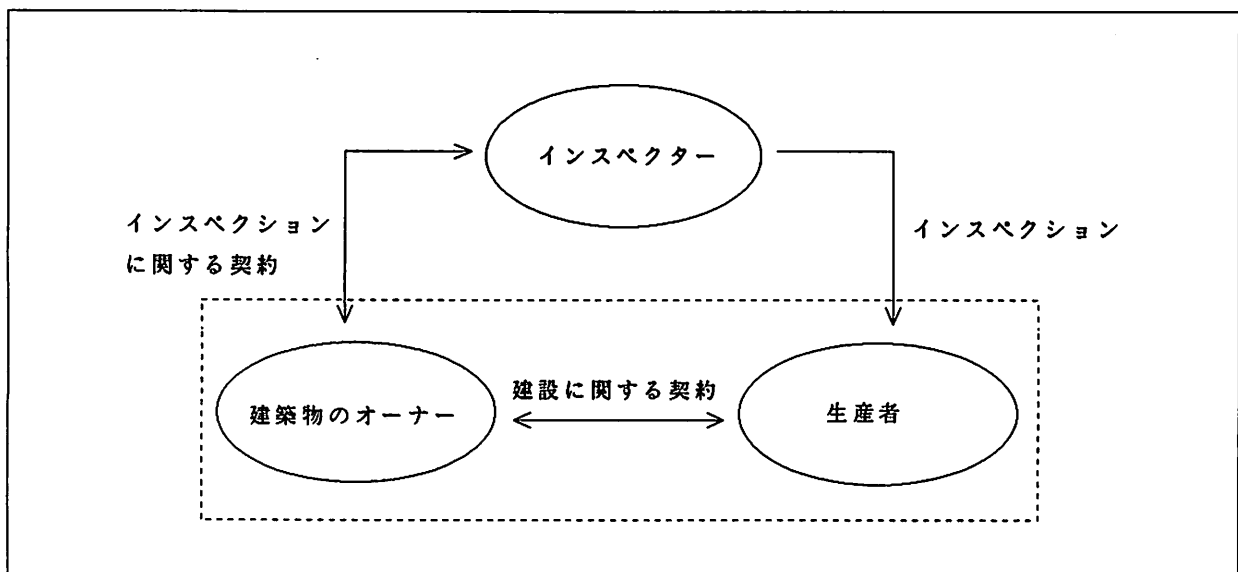 インスペクター
インスペクション
に関する契約
インスペクション
建設に関する契約
建築物のオーナー
生産者